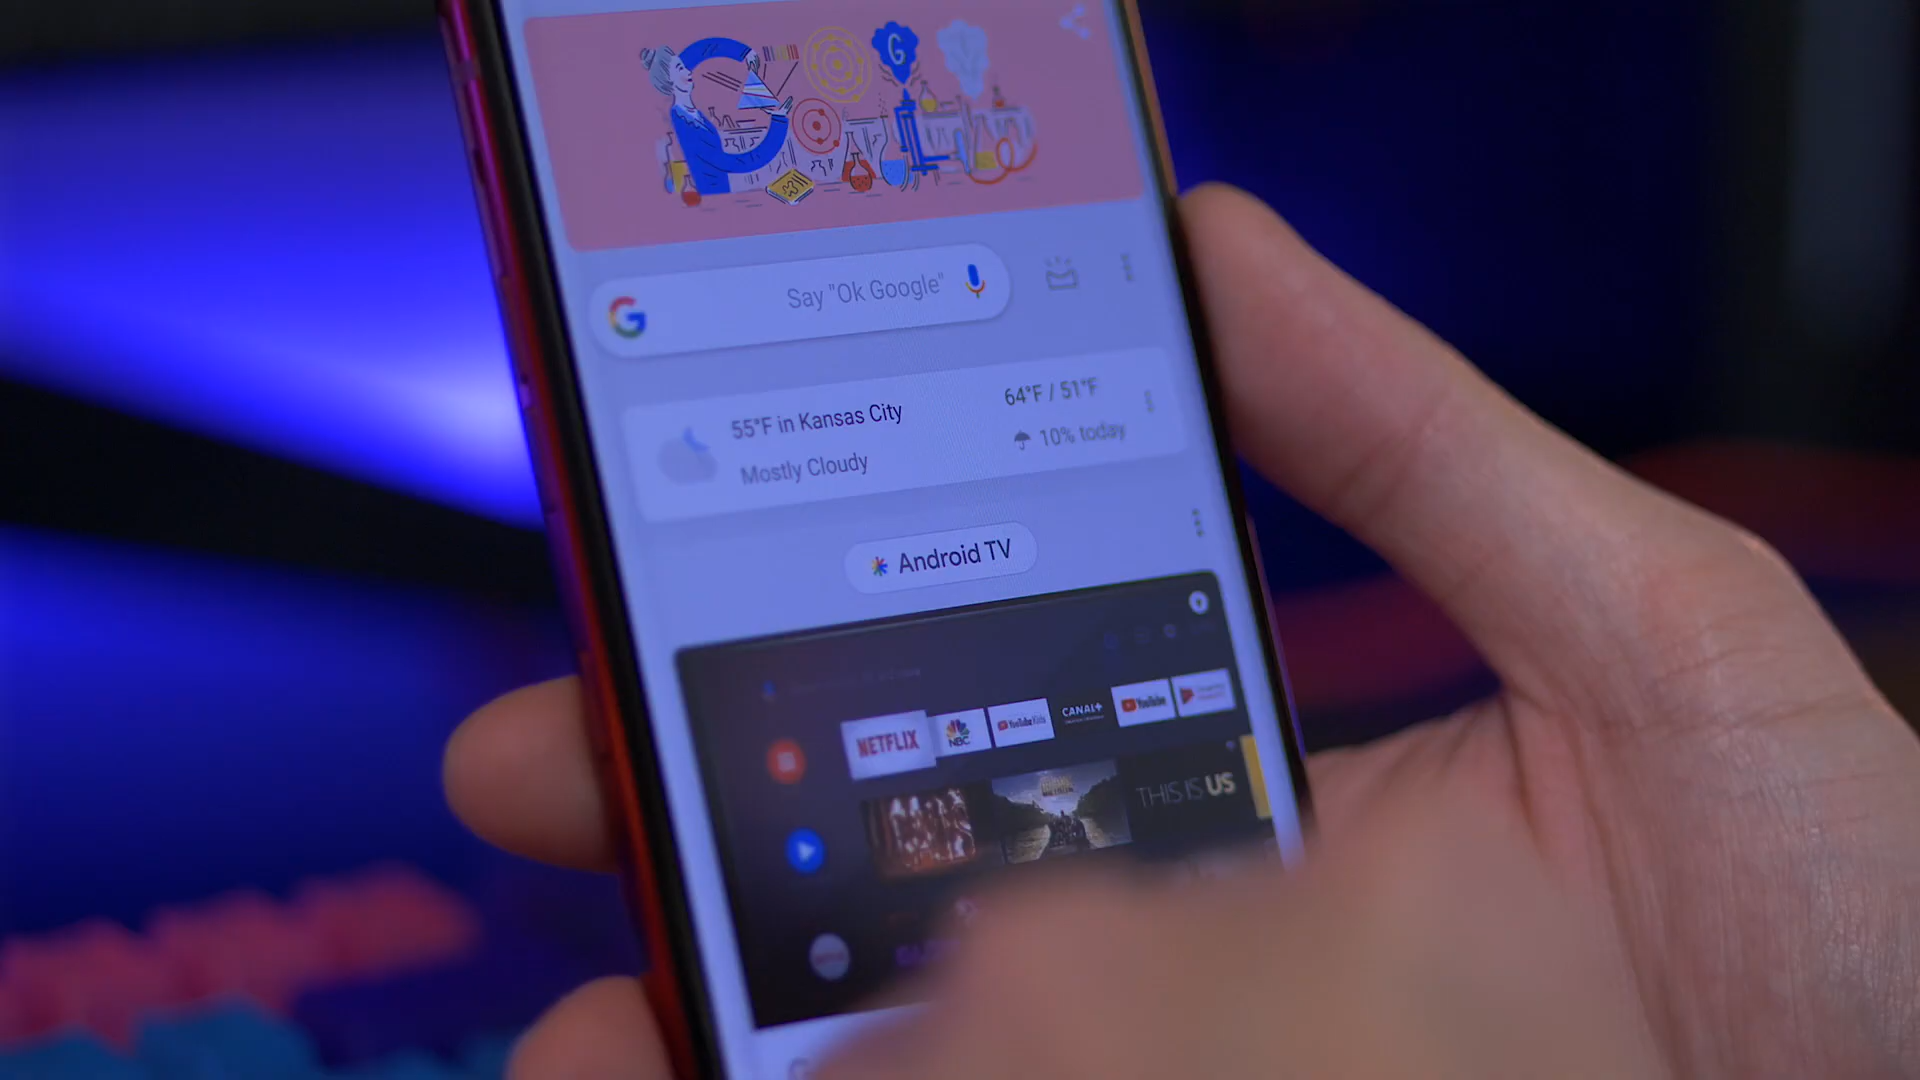 G
G
Say "Ok Google"
55°F in Kansas City
64°F / 51°F
Mostly Cloudy
10% today
Android TV
NETFLIX
NBC
YouTube Kids
CANAL+
YouTube
THIS IS US